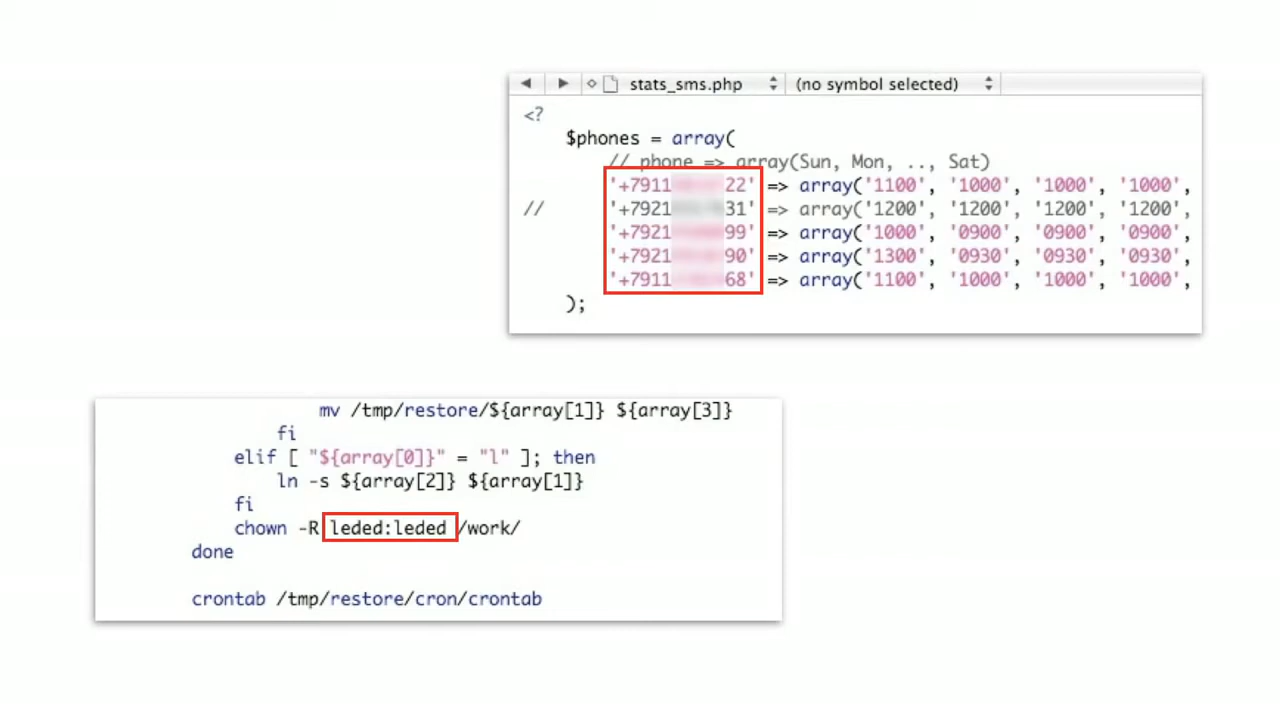 stats_sms.php (no symbol selected)
<?
$phones = array(
// phone => array(Sun, Mon, .., Sat)
'+7911 22' => array('1100', '1000', '1000', '1000',
// '+7921 31' => array('1200', '1200', '1200', '1200',
'+7921 99' => array('1000', '0900', '0900', '0900',
'+7921 90' => array('1300', '0930', '0930', '0930',
'+7911 68' => array('1100', '1000', '1000', '1000',
);
mv /tmp/restore/${array[1]} ${array[3]}
fi
elif [ "${array[0]}" = "l" ]; then
ln -s ${array[2]} ${array[1]}
fi
chown -R leded:leded /work/
done
crontab /tmp/restore/cron/crontab